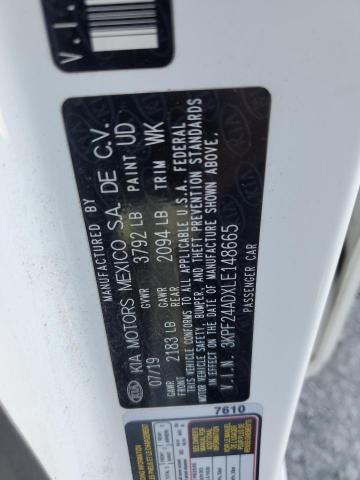 V.I.
MANUFACTURED BY
KIA MOTORS MEXICO S.A. DE C.V.
07/19 GVWR 3792 LB PAINT UD
GAWR FRONT 2183 LB GAWR REAR 2094 LB TRIM WK
THIS VEHICLE CONFORMS TO ALL APPLICABLE U.S.A. FEDERAL
MOTOR VEHICLE SAFETY, BUMPER, AND THEFT PREVENTION STANDARDS
IN EFFECT ON THE DATE OF MANUFACTURE SHOWN ABOVE.
V.I.N. 3KPF24ADXLE148665
PASSENGER CAR
7610